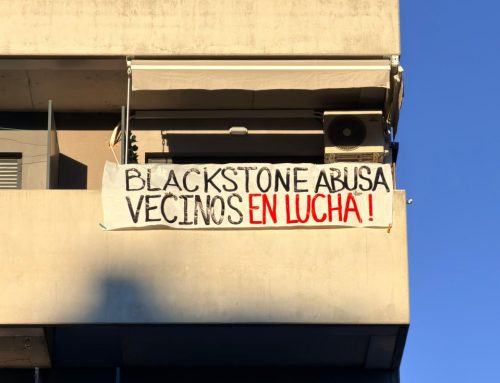 BLACKSTONE ABUSA
VECINOS EN LUCHA!